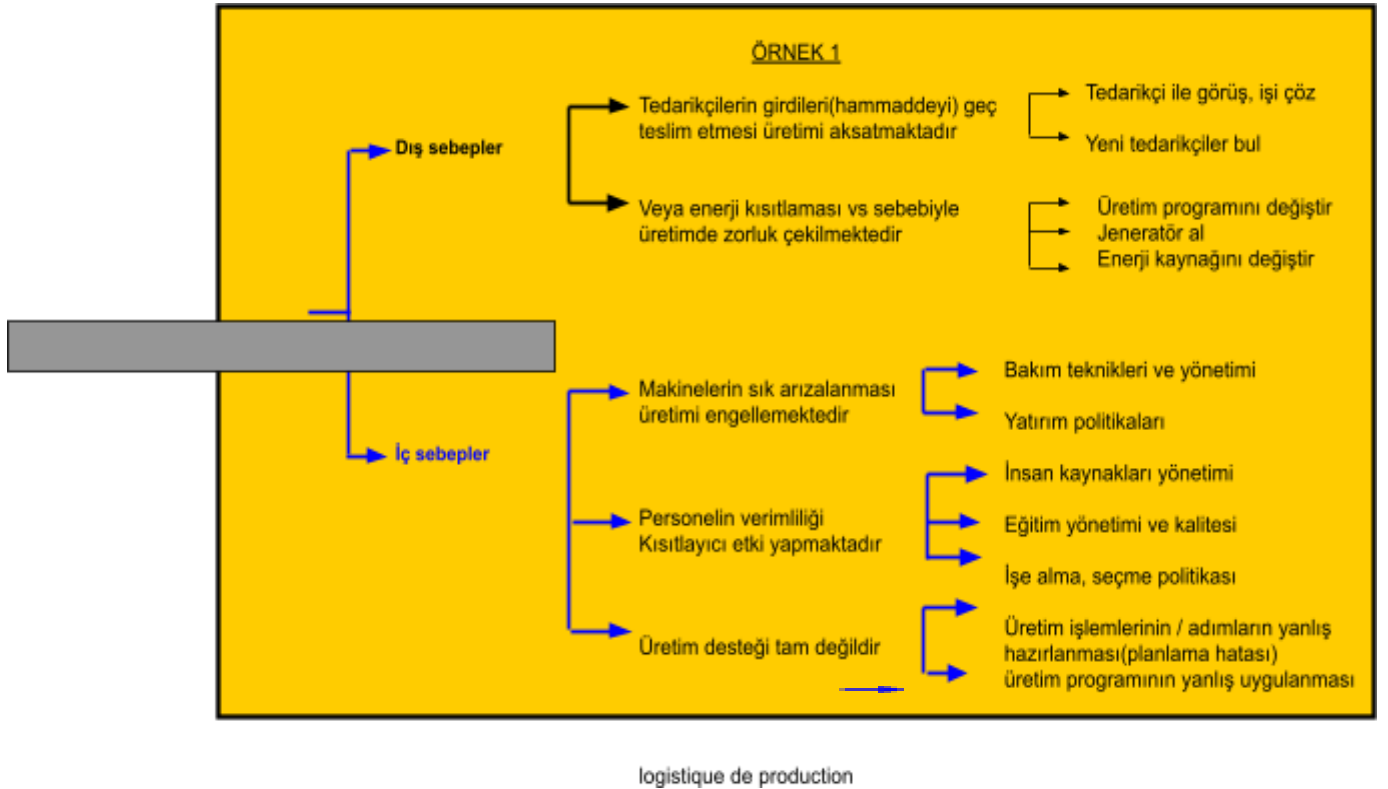 ÖRNEK 1
Dış sebepler
Tedarikçilerin girdileri(hammaddeyi) geç
teslim etmesi üretimi aksatmaktadır
Tedarikçi ile görüş, işi çöz
Yeni tedarikçiler bul
Veya enerji kısıtlaması vs sebebiyle
üretimde zorluk çekilmektedir
Üretim programını değiştir
Jeneratör al
Enerji kaynağını değiştir
İç sebepler
Makinelerin sık arızalanması
üretimi engellemektedir
Bakım teknikleri ve yönetimi
Yatırım politikaları
Personelin verimliliği
Kısıtlayıcı etki yapmaktadır
İnsan kaynakları yönetimi
Eğitim yönetimi ve kalitesi
İşe alma, seçme politikası
Üretim desteği tam değildir
Üretim işlemlerinin / adımların yanlış
hazırlanması(planlama hatası)
üretim programının yanlış uygulanması
logistique de production